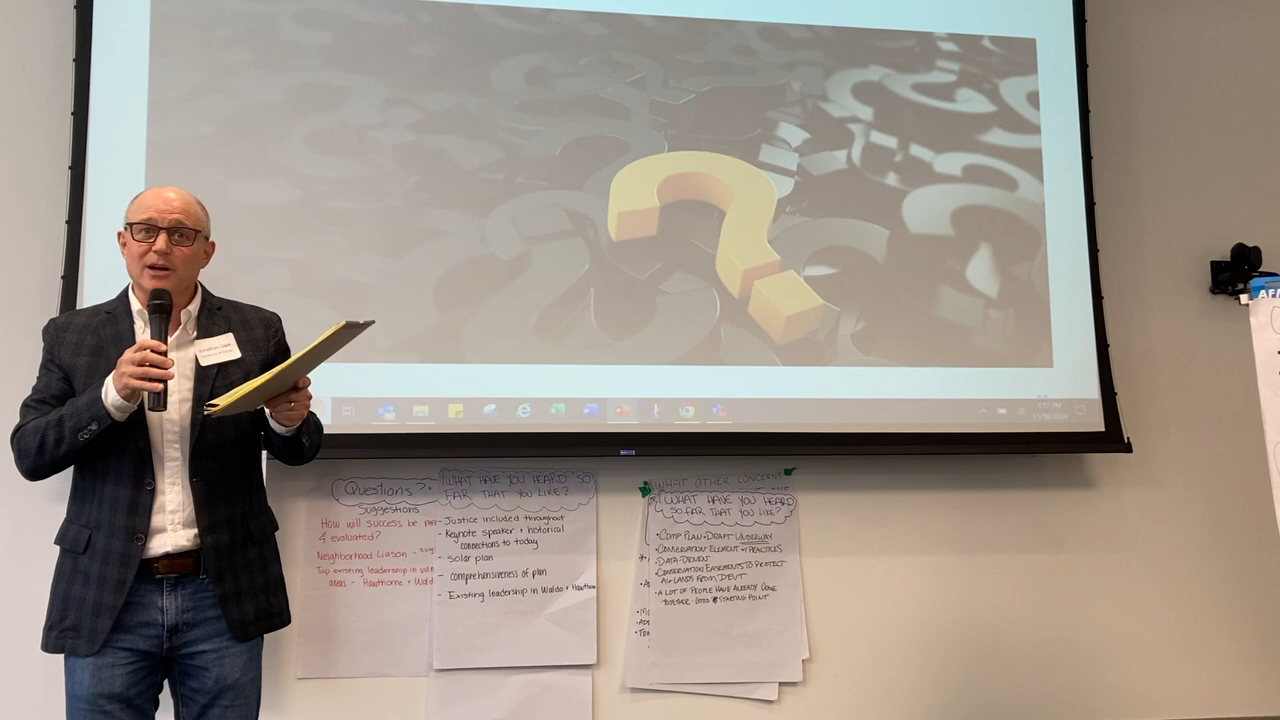 Questions?
Suggestions
How will success be
& evaluated?
Neighborhood Liason -
Tap existing leadership in
areas - Hawthorne +
WHAT HAVE YOU HEARD SO
FAR THAT YOU LIKE?
- Justice included throughout
- Keynote speaker + historical
connections to today
- solar plan
- comprehensiveness of plan
- Existing leadership in Waldo +
WHAT OTHER CONCERNS
WHAT HAVE YOU HEARD
SO FAR THAT YOU LIKE?
• COMP PLAN • DRAFT UNDERWAY
• CONSERVATION ELEMENT PRACTICES
• DATA-DRIVEN
• CONSERVATION EASEMENTS TO PROTECT
AG LANDS FROM
• A LOT OF PEOPLE HAVE ALREADY COME
TOGETHER - GOOD STARTING POINT